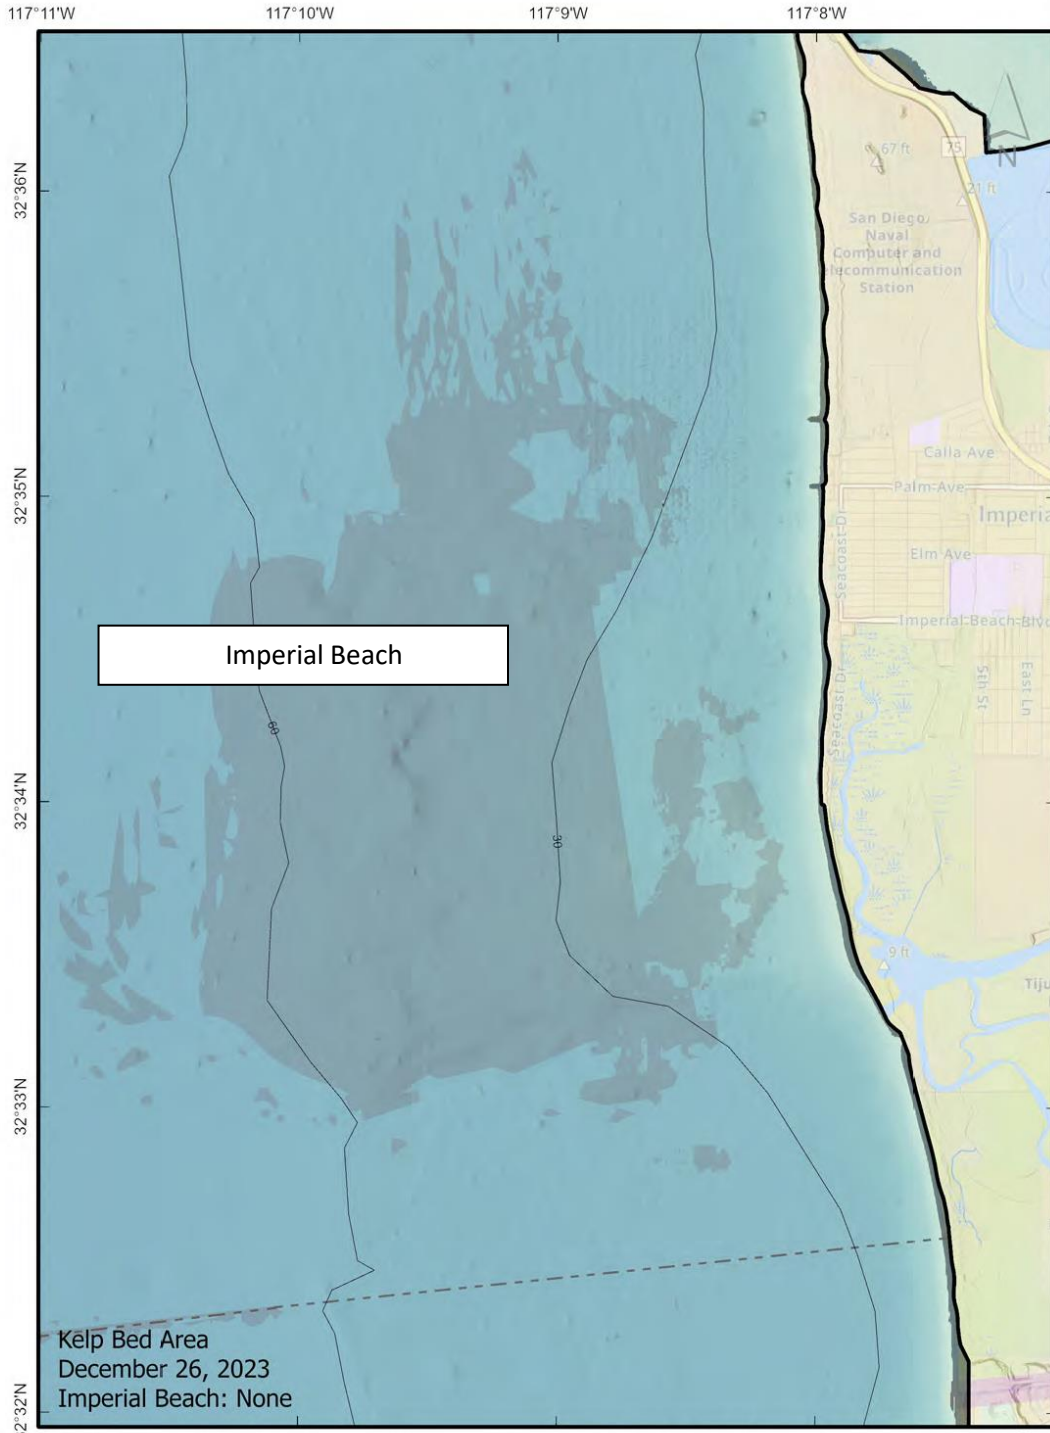 117°11'W
117°10'W
117°9'W
117°8'W
32°36'N
32°35'N
32°34'N
32°33'N
32°32'N
N
75
67 ft
21 ft
San Diego
Naval
Computer and
elecommunication
Station
Calla Ave
Palm Ave
Imperia
Seacoast Dr
Elm Ave
Imperial Beach Blvd
Imperial Beach
5th St
East Ln
Seacoast Dr
60
30
9 ft
Tiju
Kelp Bed Area
December 26, 2023
Imperial Beach: None